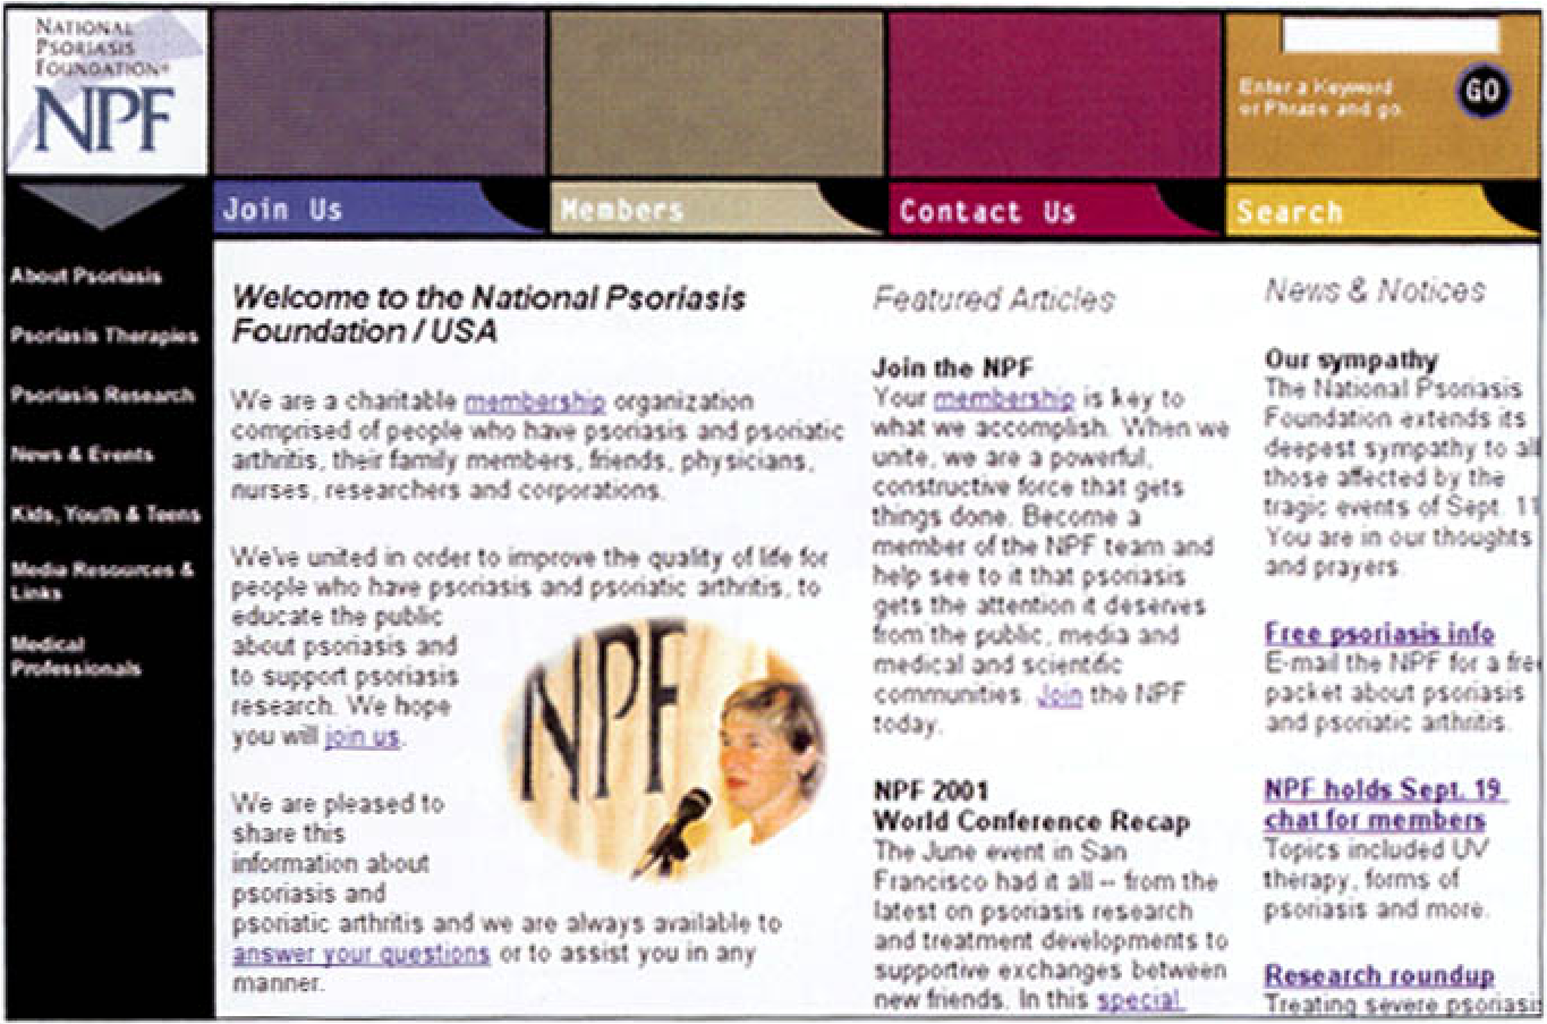 NATIONAL
PSORIASIS
FOUNDATION®
NPF
Enter a Keyword
or Phrase and go.
GO
Join Us
Members
Contact Us
Search
About Psoriasis
Psoriasis Therapies
Psoriasis Research
News & Events
Kids, Youth & Teens
Media Resources &
Links
Medical
Professionals
Welcome to the National Psoriasis
Foundation / USA
We are a charitable membership organization
comprised of people who have psoriasis and psoriatic
arthritis, their family members, friends, physicians,
nurses, researchers and corporations.
We've united in order to improve the quality of life for
people who have psoriasis and psoriatic arthritis, to
educate the public
about psoriasis and
to support psoriasis
research. We hope
you will join us.
NPF
We are pleased to
share this
information about
psoriasis and
psoriatic arthritis and we are always available to
answer your questions or to assist you in any
manner.
Featured Articles
Join the NPF
Your membership is key to
what we accomplish. When we
unite, we are a powerful,
constructive force that gets
things done. Become a
member of the NPF team and
help see to it that psoriasis
gets the attention it deserves
from the public, media and
medical and scientific
communities. Join the NPF
today.
NPF 2001
World Conference Recap
The June event in San
Francisco had it all -- from the
latest on psoriasis research
and treatment developments to
supportive exchanges between
new friends. In this special
News & Notices
Our sympathy
The National Psoriasis
Foundation extends its
deepest sympathy to all
those affected by the
tragic events of Sept. 11
You are in our thoughts
and prayers.
Free psoriasis info
E-mail the NPF for a free
packet about psoriasis
and psoriatic arthritis.
NPF holds Sept. 19
chat for members
Topics included UV
therapy, forms of
psoriasis and more.
Research roundup
Treating severe psoriasis